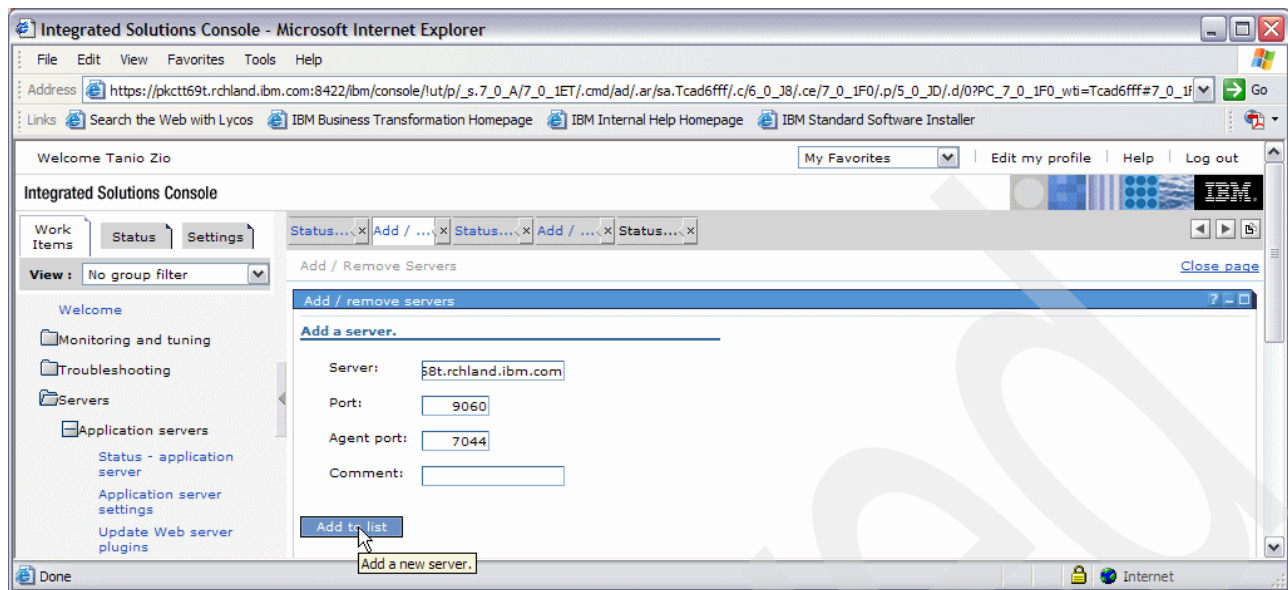 Integrated Solutions Console - Microsoft Internet Explorer
File Edit View Favorites Tools Help
Address https://pkctt69t.rchland.ibm.com:8422/ibm/console/!ut/p/_s.7_0_A/7_0_1ET/.cmd/ad/.ar/sa.Tcad6fff/.c/6_0_J8/.ce/7_0_1F0/.p/5_0_JD/.d/0?PC_7_0_1F0_wti=Tcad6fff#7_0_1F Go
Links Search the Web with Lycos IBM Business Transformation Homepage IBM Internal Help Homepage IBM Standard Software Installer
Welcome Tanio Zio My Favorites Edit my profile Help Log out
Integrated Solutions Console IBM.
Work Items Status Settings
Status... Add / ... Status... Add / ... Status...
View : No group filter
Add / Remove Servers Close page
Welcome
Monitoring and tuning
Troubleshooting
Servers
Application servers
Status - application
server
Application server
settings
Update Web server
plugins
Add / remove servers
Add a server.
Server: 58t.rchland.ibm.com
Port: 9060
Agent port: 7044
Comment:
Add to list
Add a new server.
Done Internet